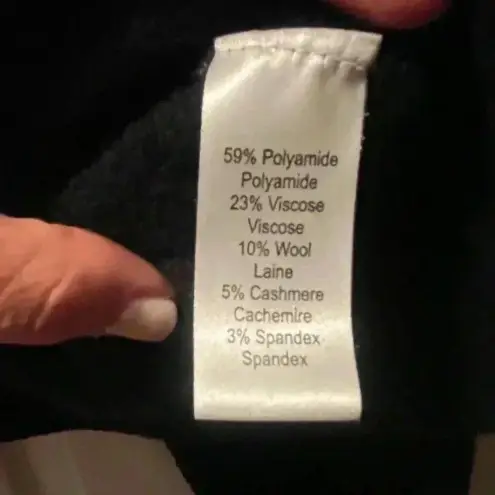 59% Polyamide
Polyamide
23% Viscose
Viscose
10% Wool
Laine
5% Cashmere
Cachemire
3% Spandex
Spandex